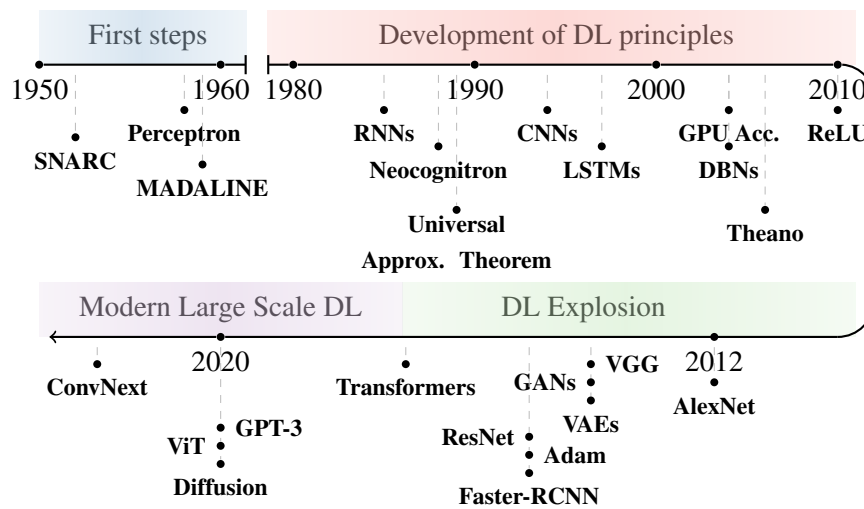 First steps
Development of DL principles
1950
1960
1980
1990
2000
2010
Perceptron
RNNs
CNNs
GPU Acc.
ReLU
SNARC
Neocognitron
LSTMs
DBNs
MADALINE
Universal
Approx. Theorem
Theano
Modern Large Scale DL
DL Explosion
2020
2012
ConvNext
Transformers
GANs
VGG
AlexNet
VAEs
GPT-3
ViT
Diffusion
ResNet
Adam
Faster-RCNN